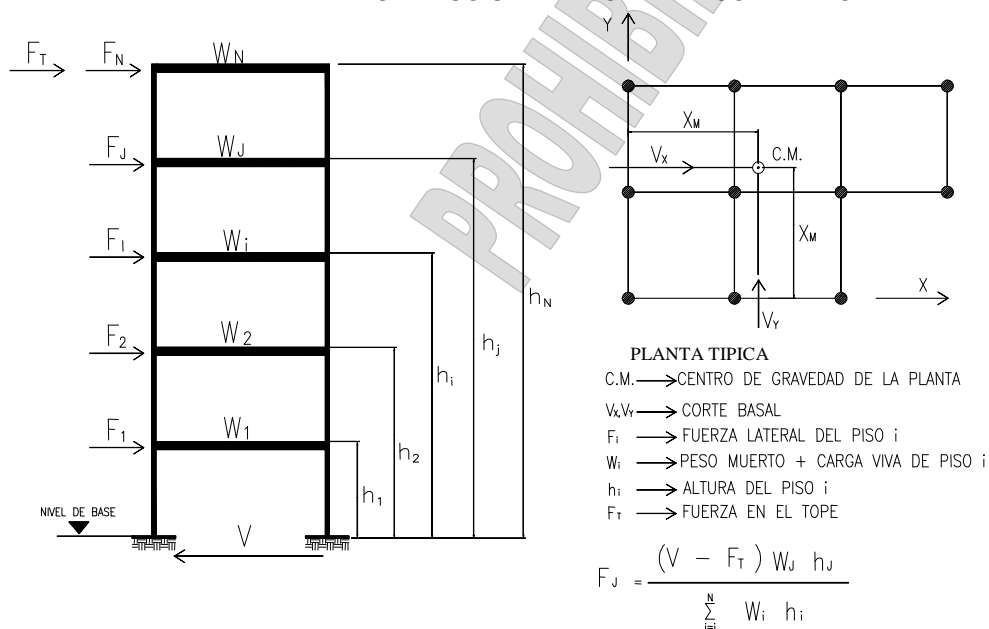 F_T F_N W_N
F_J W_J
F_I W_i
F_2 W_2
F_1 W_1
h_1
h_2
h_i
h_j
h_N
NIVEL DE BASE
V
PROHIBI
Y
X_M
V_X C.M.
X_M
X
V_Y
PLANTA TIPICA
C.M. → CENTRO DE GRAVEDAD DE LA PLANTA
V_X,V_Y → CORTE BASAL
F_i → FUERZA LATERAL DEL PISO i
W_i → PESO MUERTO + CARGA VIVA DE PISO i
h_i → ALTURA DEL PISO i
F_T → FUERZA EN EL TOPE
F_J = (V − F_T) W_J h_J
N
Σ W_i h_i
i=i